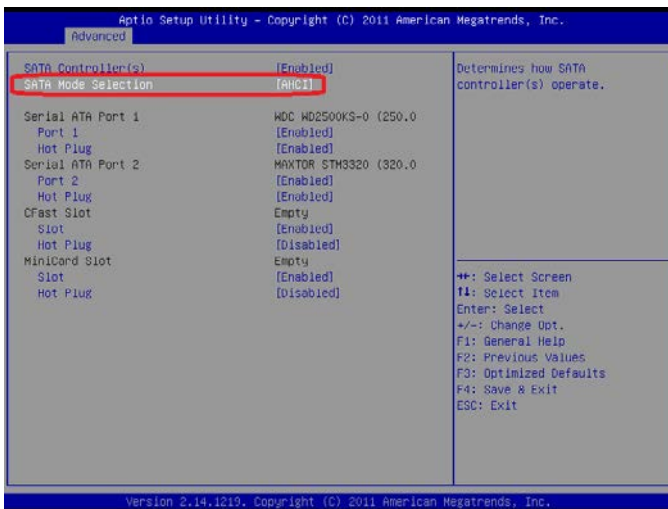 Aptio Setup Utility – Copyright (C) 2011 American Megatrends, Inc.
Advanced
SATA Controller(s) [Enabled]
SATA Mode Selection [AHCI]
Serial ATA Port 1 WDC WD2500KS-0 (250.0
Port 1 [Enabled]
Hot Plug [Enabled]
Serial ATA Port 2 MAXTOR STM3320 (320.0
Port 2 [Enabled]
Hot Plug [Enabled]
CFast Slot Empty
Slot [Enabled]
Hot Plug [Disabled]
MiniCard Slot Empty
Slot [Enabled]
Hot Plug [Disabled]
Determines how SATA
controller(s) operate.
→←: Select Screen
↑↓: Select Item
Enter: Select
+/-: Change Opt.
F1: General Help
F2: Previous Values
F3: Optimized Defaults
F4: Save & Exit
ESC: Exit
Version 2.14.1219. Copyright (C) 2011 American Megatrends, Inc.